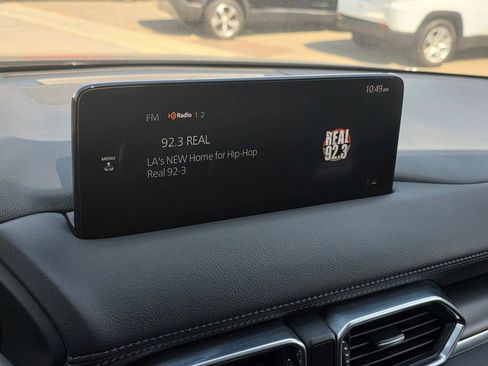 10:49am
FM HD Radio 1 2
92.3 REAL
MENU
LA's NEW Home for Hip-Hop
Real 92-3
REAL
92.3